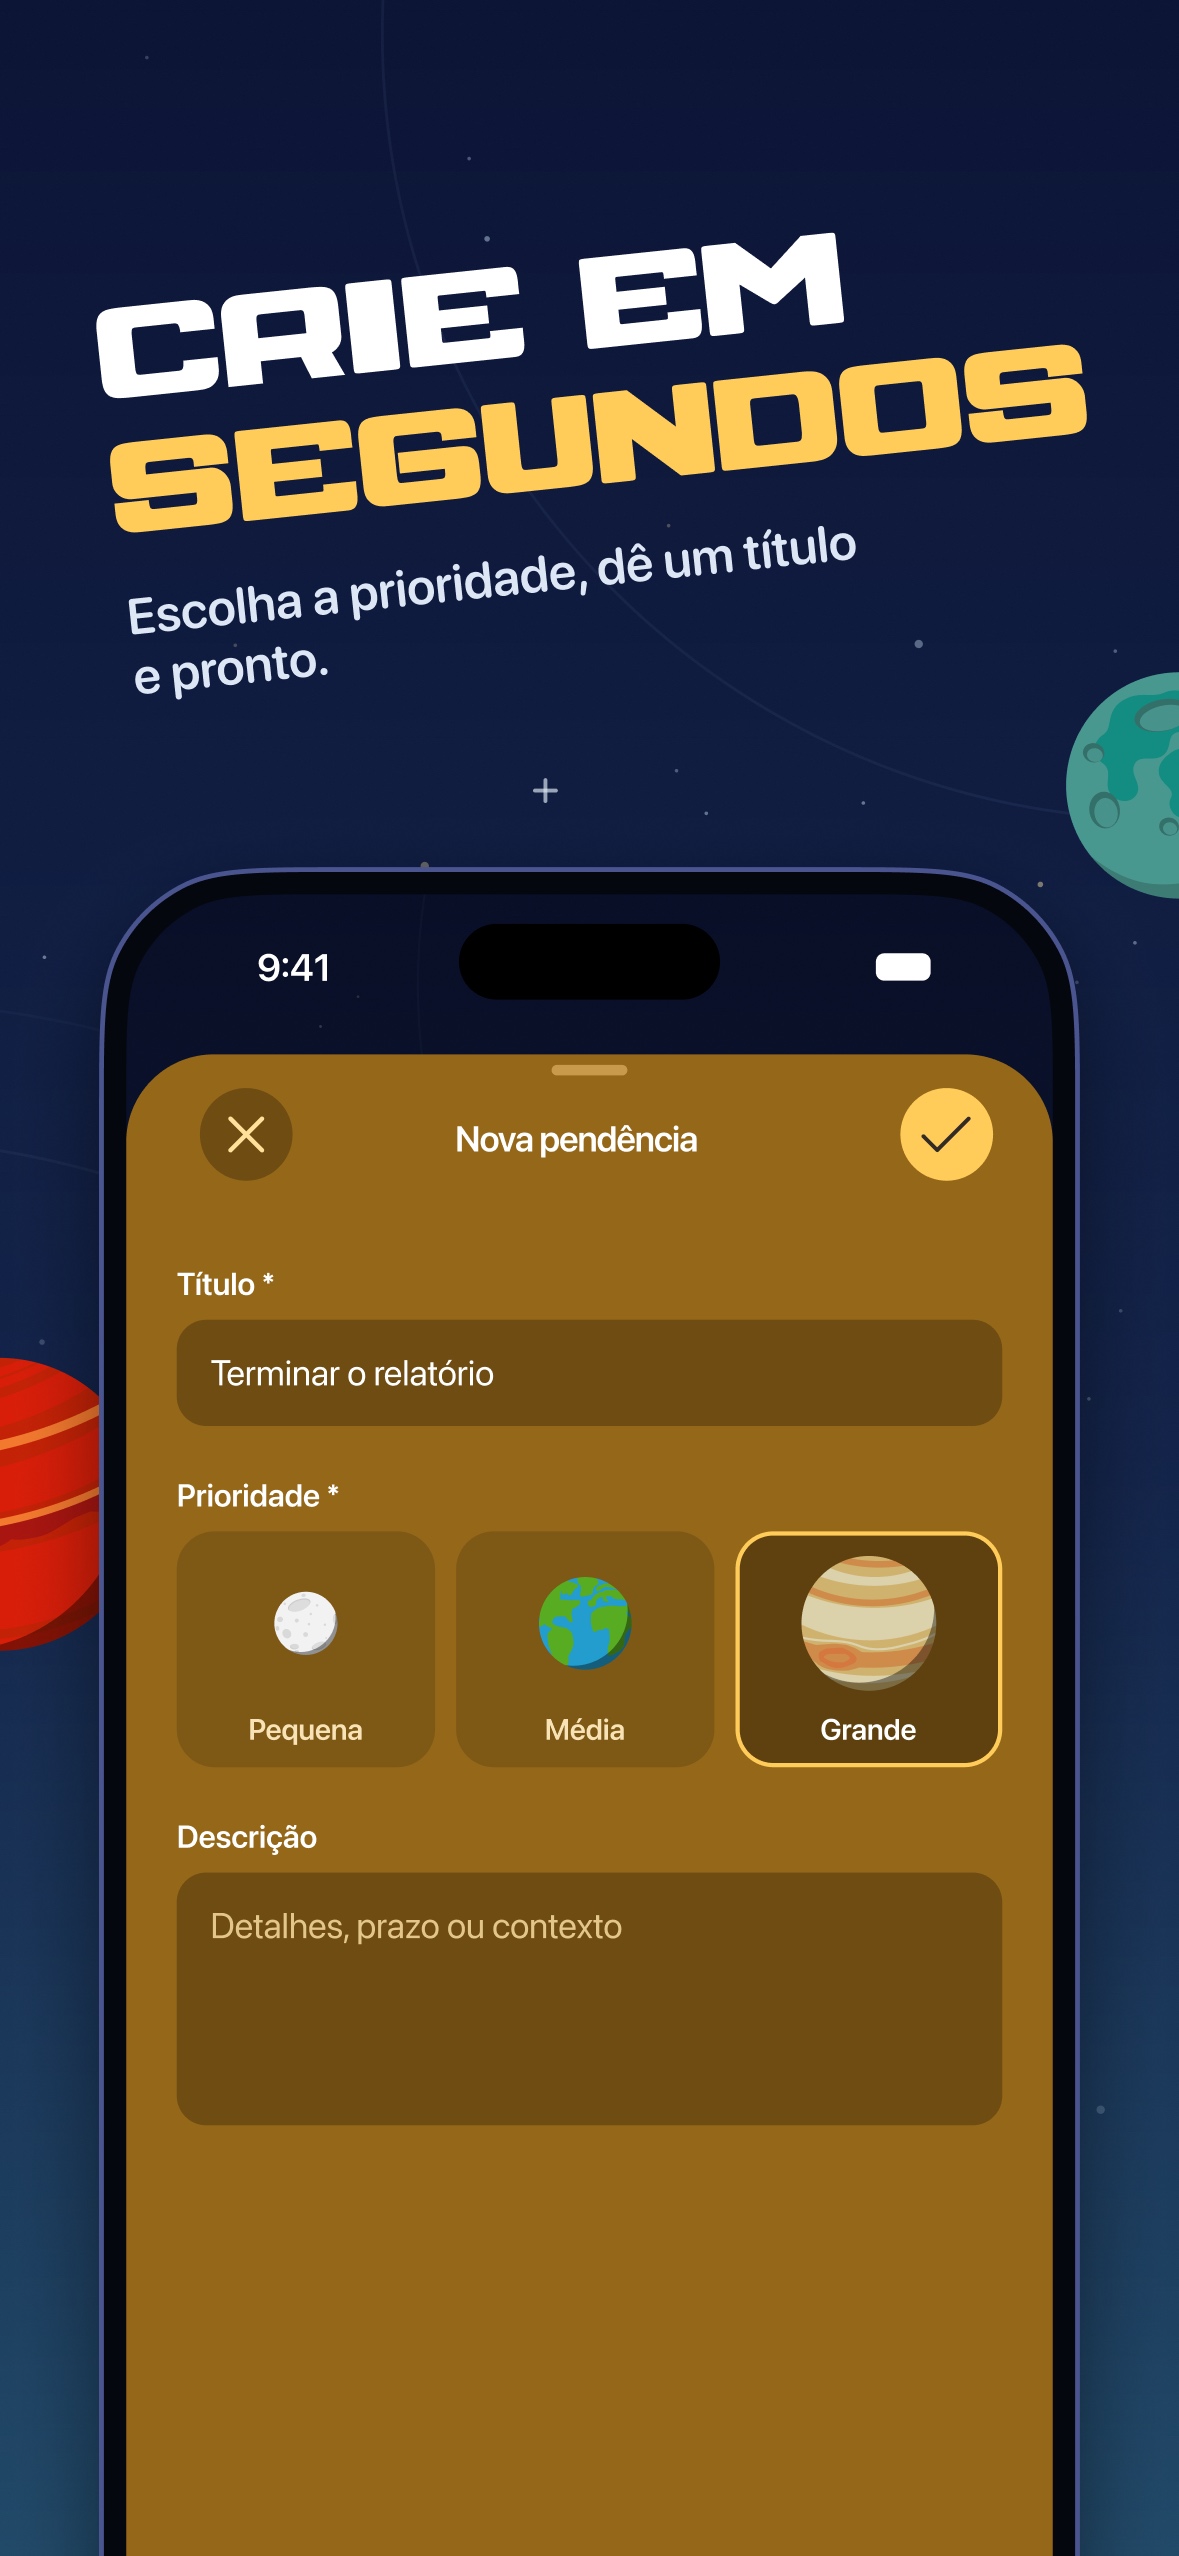 CRIE EM
SEGUNDOS
Escolha a prioridade, dê um título
e pronto.
9:41
Nova pendência
Título *
Terminar o relatório
Prioridade *
Pequena
Média
Grande
Descrição
Detalhes, prazo ou contexto